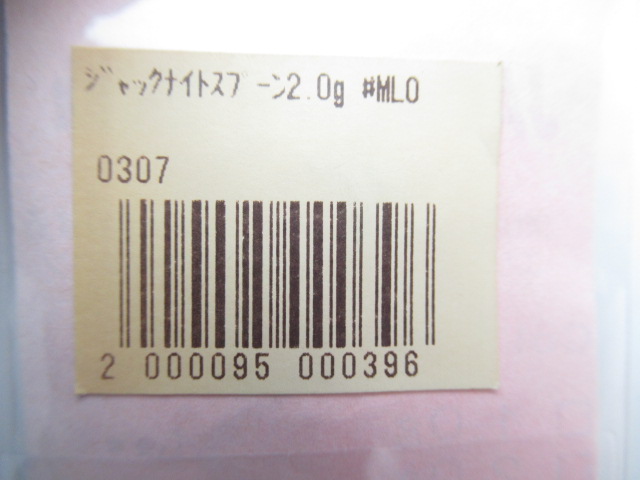 ｼﾞｬｯｸﾅｲﾄｽﾌﾟｰﾝ2.0g #MLO
0307
2 000095 000396